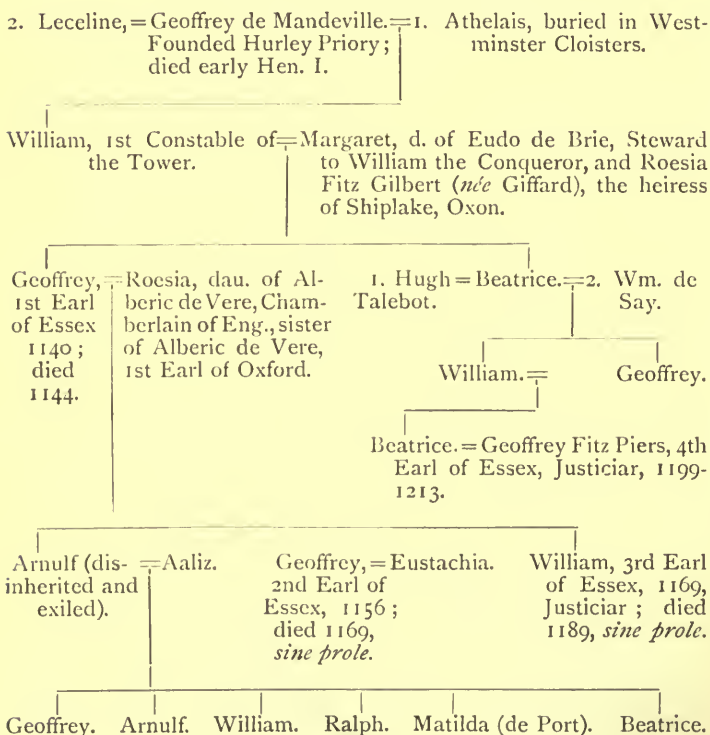 2. Leceline, = Geoffrey de Mandeville. = 1. Athelais, buried in West-
Founded Hurley Priory; minster Cloisters.
died early Hen. I.
William, 1st Constable of = Margaret, d. of Eudo de Brie, Steward
the Tower. to William the Conqueror, and Roesia
Fitz Gilbert (née Giffard), the heiress
of Shiplake, Oxon.
Geoffrey, = Roesia, dau. of Al- 1. Hugh = Beatrice. = 2. Wm. de
1st Earl beric de Vere, Cham- Talebot. Say.
of Essex berlain of Eng., sister
1140; of Alberic de Vere,
died 1st Earl of Oxford. William. = Geoffrey.
1144.
Beatrice. = Geoffrey Fitz Piers, 4th
Earl of Essex, Justiciar, 1199-
1213.
Arnulf (dis- = Aaliz. Geoffrey, = Eustachia. William, 3rd Earl
inherited and 2nd Earl of of Essex, 1169,
exiled). Essex, 1156; Justiciar; died
died 1169, 1189, sine prole.
sine prole.
Geoffrey. Arnulf. William. Ralph. Matilda (de Port). Beatrice.